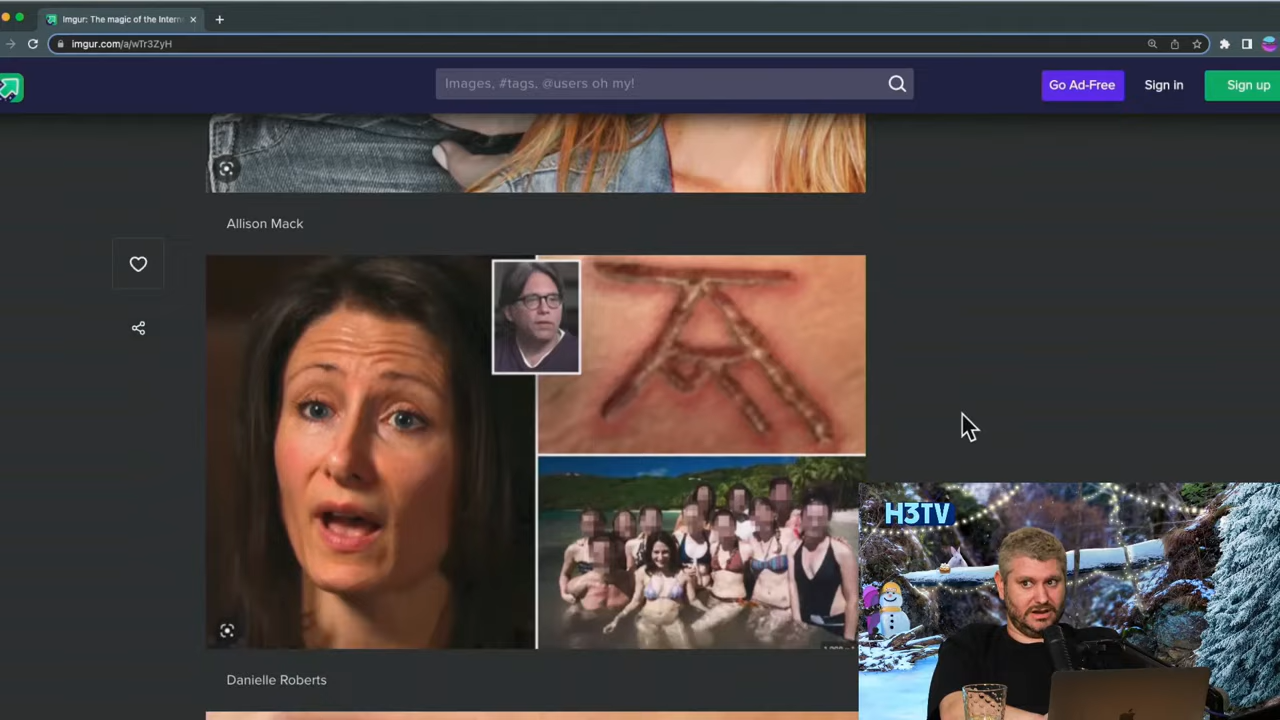 Imgur: The magic of the Intern
imgur.com/a/wTr3ZyH
Images, #tags, @users oh my!
Go Ad-Free
Sign in
Sign up
Allison Mack
H3TV
Danielle Roberts